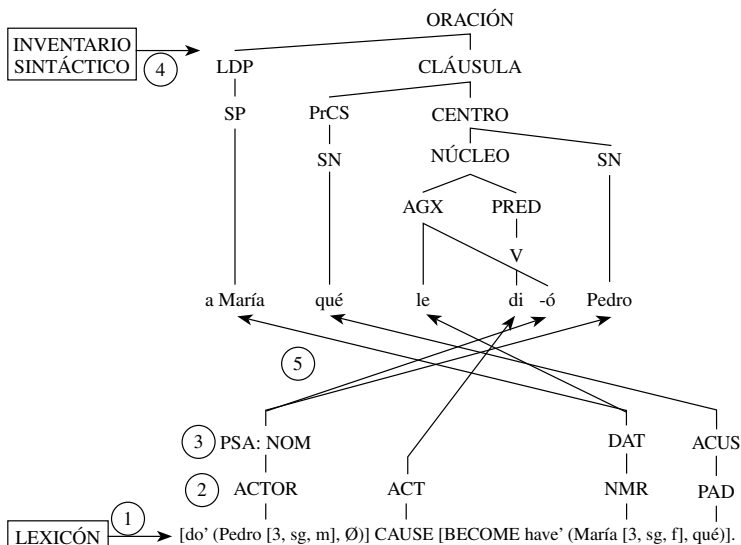 ORACIÓN
INVENTARIO
SINTÁCTICO
4
LDP
CLÁUSULA
SP
PrCS
CENTRO
SN
NÚCLEO
SN
AGX
PRED
V
a María
qué
le
di
-ó
Pedro
5
3
PSA: NOM
DAT
ACUS
2
ACTOR
ACT
NMR
PAD
1
LEXICÓN
[do’ (Pedro [3, sg, m], Ø)] CAUSE [BECOME have’ (María [3, sg, f], qué)].